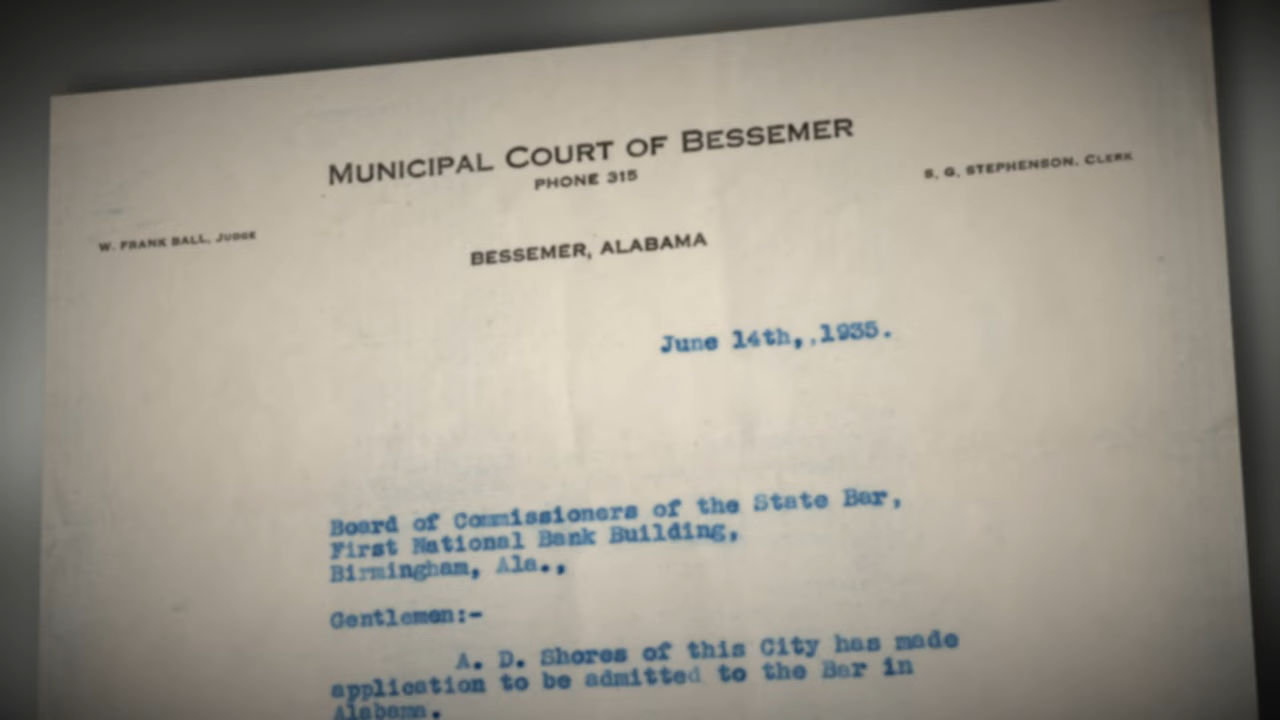 MUNICIPAL COURT OF BESSEMER
PHONE 315
S. G. STEPHENSON, CLERK
W. FRANK BALL, JUDGE
BESSEMER, ALABAMA
June 14th,,1935.
Board of Commissioners of the State Bar,
First National Bank Building,
Birmingham, Ala.,
Gentlemen:-
A. D. Shores of this City has made
application to be admitted to the Bar in
Alabama.